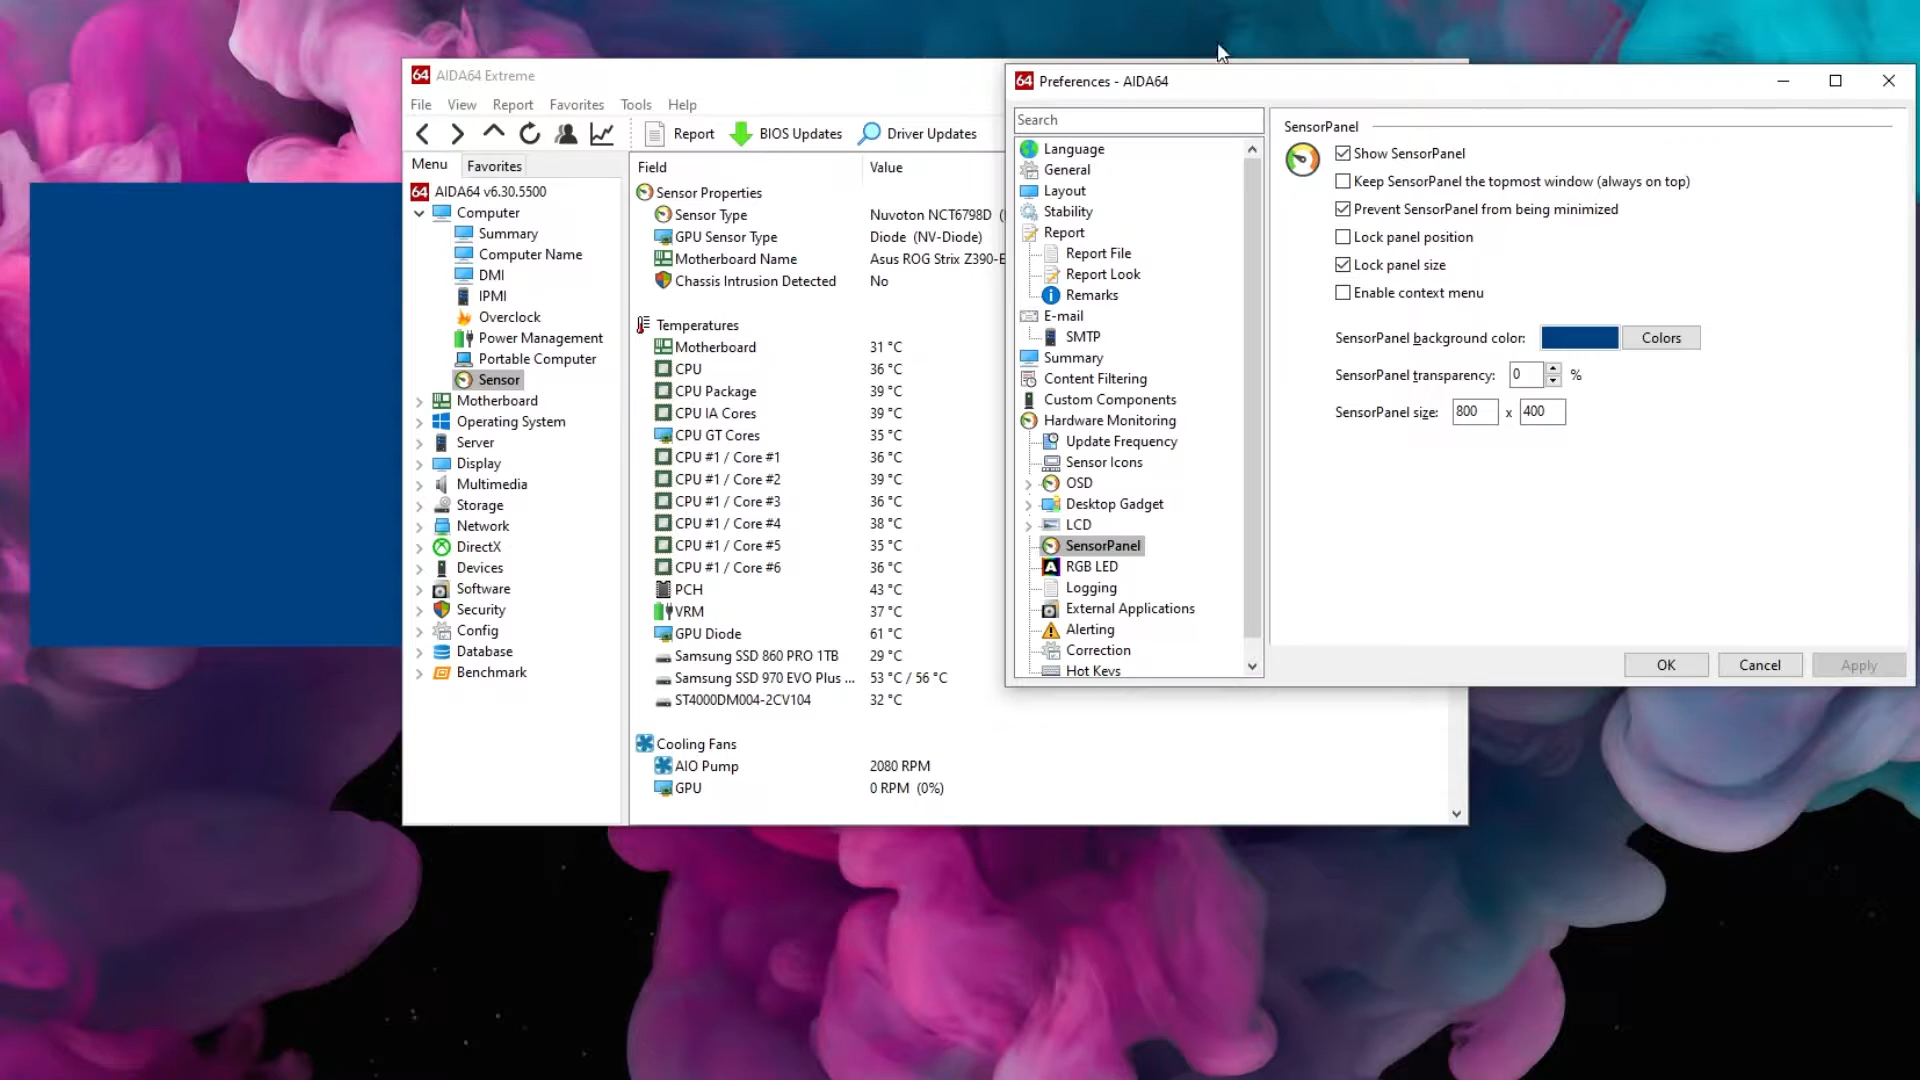 64 AIDA64 Extreme
File View Report Favorites Tools Help
Report BIOS Updates Driver Updates
Menu Favorites
64 AIDA64 v6.30.5500
Computer
Summary
Computer Name
DMI
IPMI
Overclock
Power Management
Portable Computer
Sensor
Motherboard
Operating System
Server
Display
Multimedia
Storage
Network
DirectX
Devices
Software
Security
Config
Database
Benchmark
Field Value
Sensor Properties
Sensor Type Nuvoton NCT6798D (
GPU Sensor Type Diode (NV-Diode)
Motherboard Name Asus ROG Strix Z390-E
Chassis Intrusion Detected No
Temperatures
Motherboard 31 °C
CPU 36 °C
CPU Package 39 °C
CPU IA Cores 39 °C
CPU GT Cores 35 °C
CPU #1 / Core #1 36 °C
CPU #1 / Core #2 39 °C
CPU #1 / Core #3 36 °C
CPU #1 / Core #4 38 °C
CPU #1 / Core #5 35 °C
CPU #1 / Core #6 36 °C
PCH 43 °C
VRM 37 °C
GPU Diode 61 °C
Samsung SSD 860 PRO 1TB 29 °C
Samsung SSD 970 EVO Plus ... 53 °C / 56 °C
ST4000DM004-2CV104 32 °C
Cooling Fans
AIO Pump 2080 RPM
GPU 0 RPM (0%)
64 Preferences - AIDA64
Search
Language
General
Layout
Stability
Report
Report File
Report Look
Remarks
E-mail
SMTP
Summary
Content Filtering
Custom Components
Hardware Monitoring
Update Frequency
Sensor Icons
OSD
Desktop Gadget
LCD
SensorPanel
RGB LED
Logging
External Applications
Alerting
Correction
Hot Keys
SensorPanel
Show SensorPanel
Keep SensorPanel the topmost window (always on top)
Prevent SensorPanel from being minimized
Lock panel position
Lock panel size
Enable context menu
SensorPanel background color: Colors
SensorPanel transparency: 0 %
SensorPanel size: 800 x 400
OK Cancel Apply